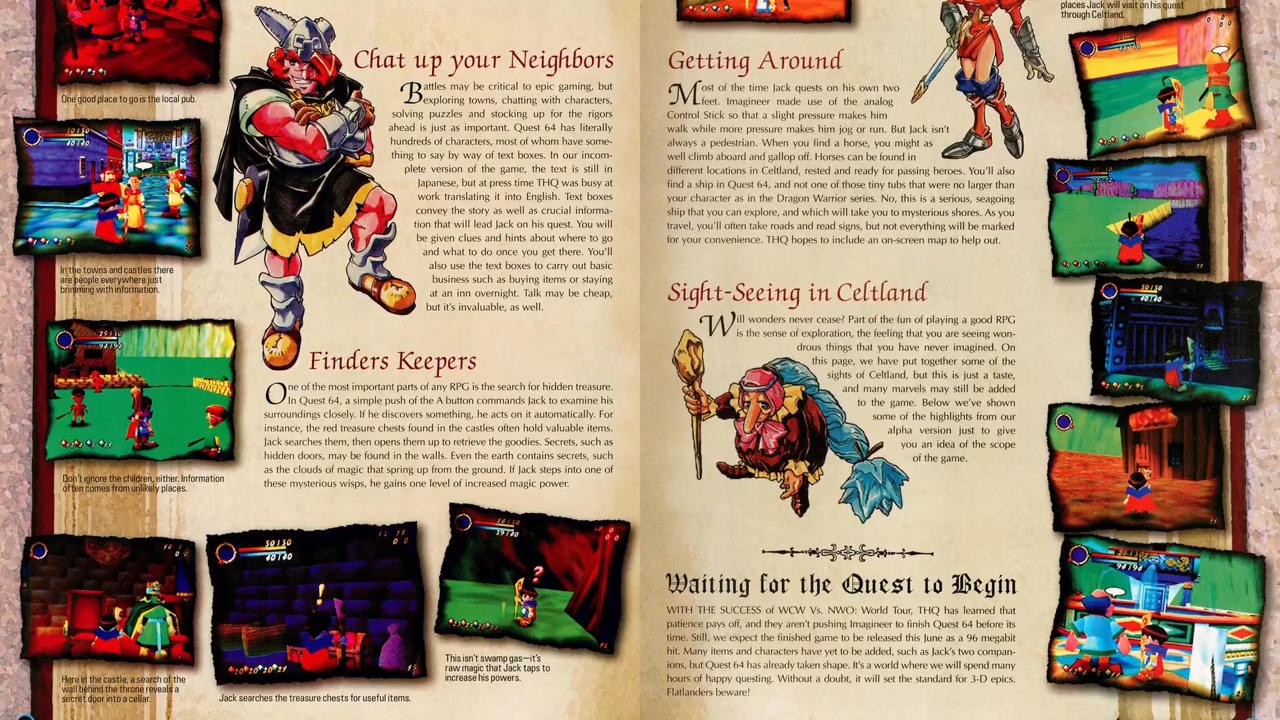 One good place to go is the local pub.
In the towns and castles there
are people everywhere just
brimming with information.
Don't ignore the children, either. Information
often comes from unlikely places.
Here in the castle, a search of the
wall behind the throne reveals a
secret door into a cellar.
Jack searches the treasure chests for useful items.
This isn't swamp gas—it's
raw magic that Jack taps to
increase his powers.
Chat up your Neighbors
Battles may be critical to epic gaming, but
exploring towns, chatting with characters,
solving puzzles and stocking up for the rigors
ahead is just as important. Quest 64 has literally
hundreds of characters, most of whom have some-
thing to say by way of text boxes. In our incom-
plete version of the game, the text is still in
Japanese, but at press time THQ was busy at
work translating it into English. Text boxes
convey the story as well as crucial informa-
tion that will lead Jack on his quest. You will
be given clues and hints about where to go
and what to do once you get there. You'll
also use the text boxes to carry out basic
business such as buying items or staying
at an inn overnight. Talk may be cheap,
but it's invaluable, as well.
Finders Keepers
One of the most important parts of any RPG is the search for hidden treasure.
In Quest 64, a simple push of the A button commands Jack to examine his
surroundings closely. If he discovers something, he acts on it automatically. For
instance, the red treasure chests found in the castles often hold valuable items.
Jack searches them, then opens them up to retrieve the goodies. Secrets, such as
hidden doors, may be found in the walls. Even the earth contains secrets, such
as the clouds of magic that spring up from the ground. If Jack steps into one of
these mysterious wisps, he gains one level of increased magic power.
places Jack will visit on his quest
through Celtland.
Getting Around
Most of the time Jack quests on his own two
feet. Imagineer made use of the analog
Control Stick so that a slight pressure makes him
walk while more pressure makes him jog or run. But Jack isn't
always a pedestrian. When you find a horse, you might as
well climb aboard and gallop off. Horses can be found in
different locations in Celtland, rested and ready for passing heroes. You'll also
find a ship in Quest 64, and not one of those tiny tubs that were no larger than
your character as in the Dragon Warrior series. No, this is a serious, seagoing
ship that you can explore, and which will take you to mysterious shores. As you
travel, you'll often take roads and read signs, but not everything will be marked
for your convenience. THQ hopes to include an on-screen map to help out.
Sight-Seeing in Celtland
Will wonders never cease? Part of the fun of playing a good RPG
is the sense of exploration, the feeling that you are seeing won-
drous things that you have never imagined. On
this page, we have put together some of the
sights of Celtland, but this is just a taste,
and many marvels may still be added
to the game. Below we've shown
some of the highlights from our
alpha version just to give
you an idea of the scope
of the game.
Waiting for the Quest to Begin
WITH THE SUCCESS of WCW Vs. NWO: World Tour, THQ has learned that
patience pays off, and they aren't pushing Imagineer to finish Quest 64 before its
time. Still, we expect the finished game to be released this June as a 96 megabit
hit. Many items and characters have yet to be added, such as Jack's two compan-
ions, but Quest 64 has already taken shape. It's a world where we will spend many
hours of happy questing. Without a doubt, it will set the standard for 3-D epics.
Flatlanders beware!